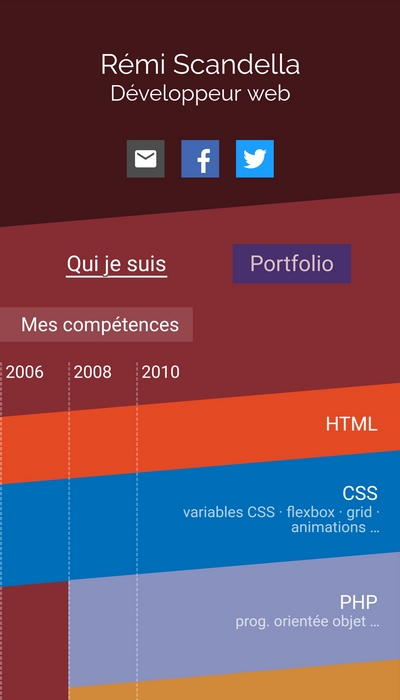 Rémi Scandella
Développeur web
Qui je suis
Portfolio
Mes compétences
2006
2008
2010
HTML
CSS
variables CSS · flexbox · grid ·
animations ...
PHP
prog. orientée objet ...